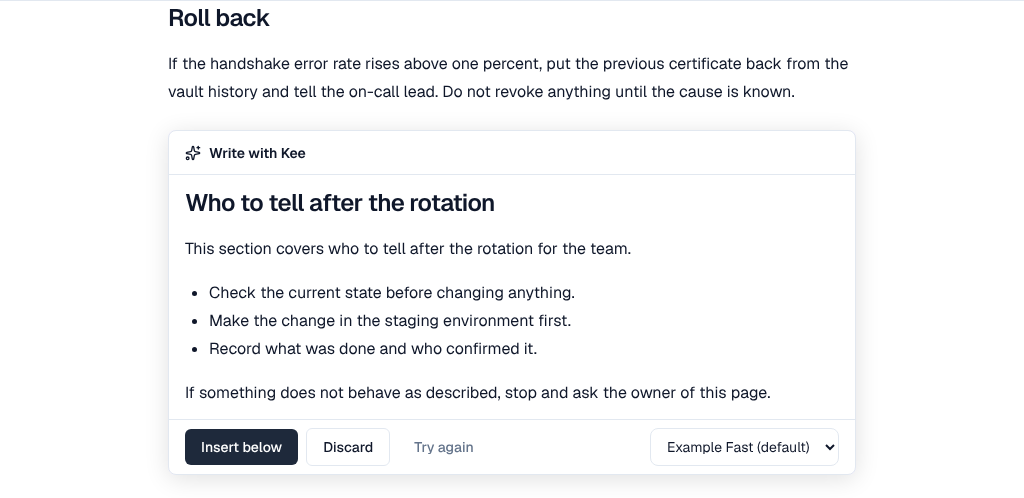 Roll back
If the handshake error rate rises above one percent, put the previous certificate back from the
vault history and tell the on-call lead. Do not revoke anything until the cause is known.
Write with Kee
Who to tell after the rotation
This section covers who to tell after the rotation for the team.
• Check the current state before changing anything.
• Make the change in the staging environment first.
• Record what was done and who confirmed it.
If something does not behave as described, stop and ask the owner of this page.
Insert below Discard Try again Example Fast (default)